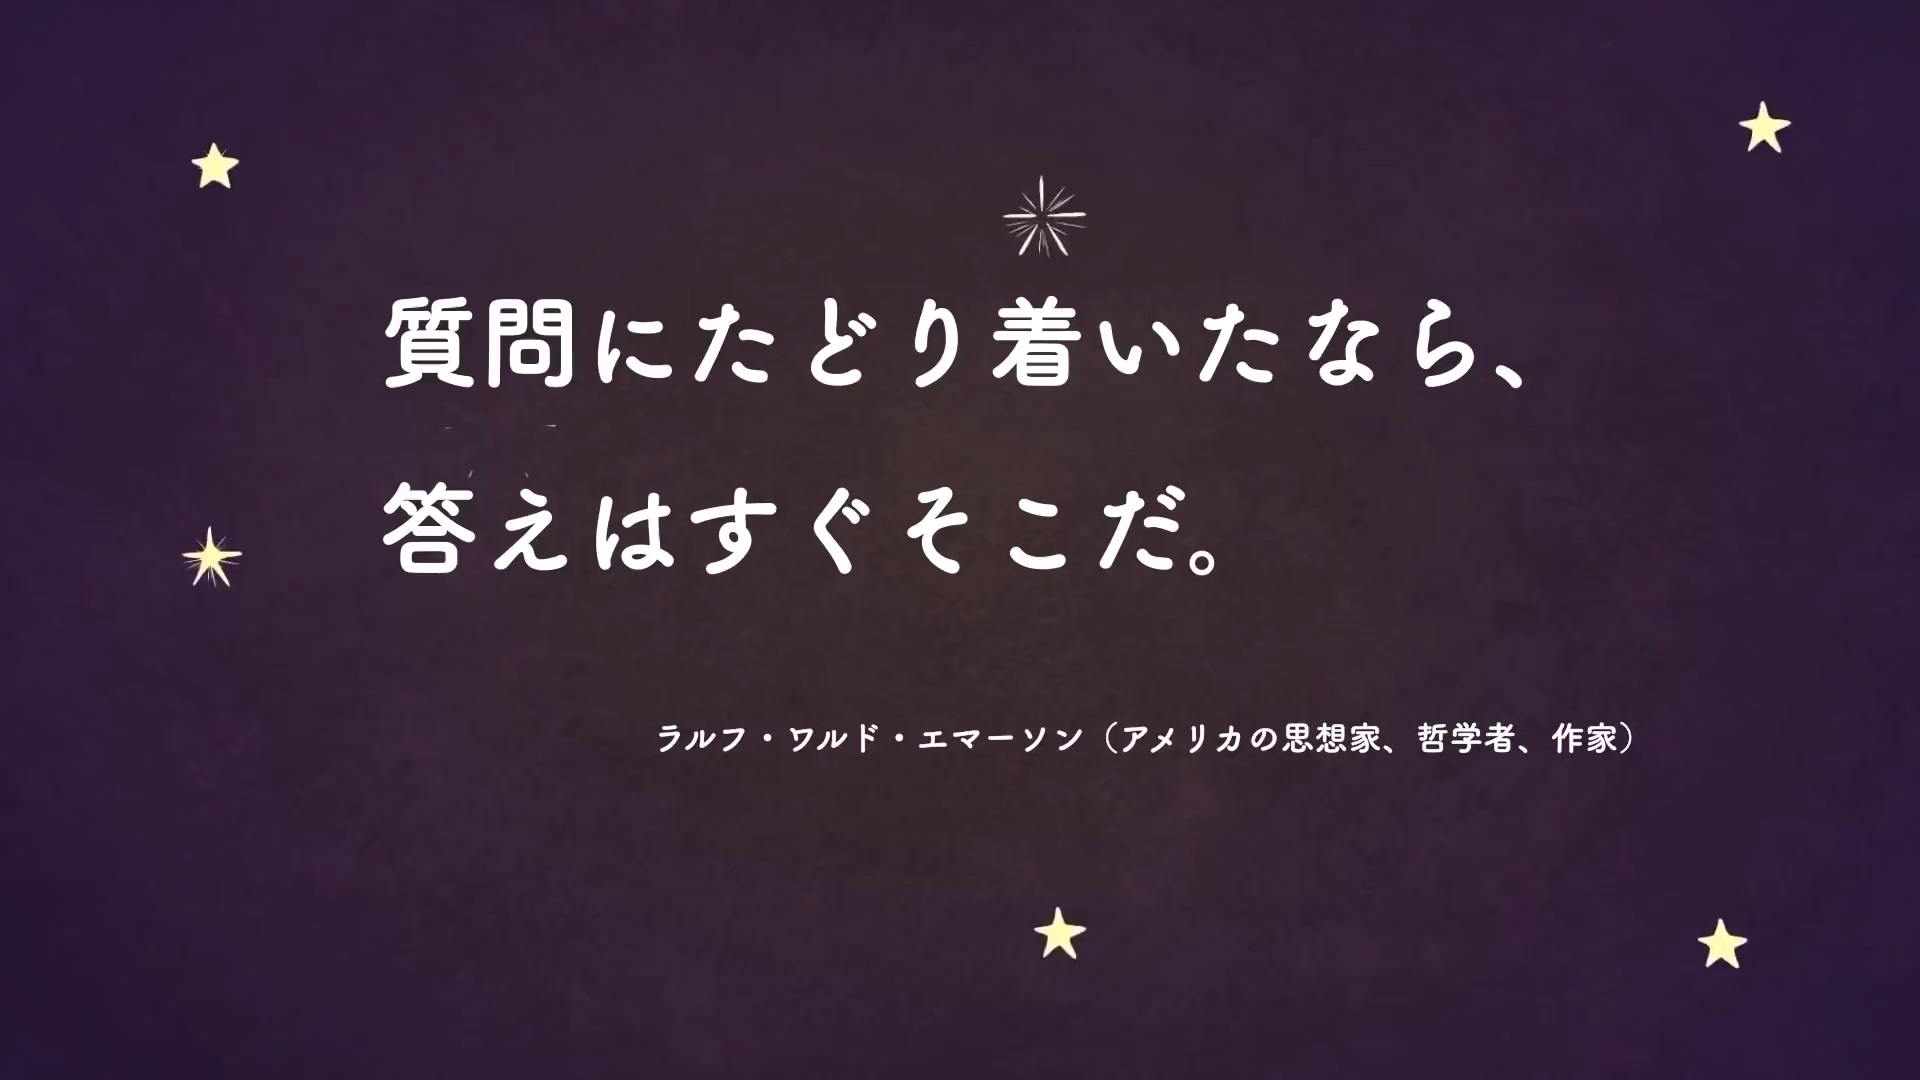 質問にたどり着いたなら、
答えはすぐそこだ。
ラルフ・ワルド・エマーソン（アメリカの思想家、哲学者、作家）